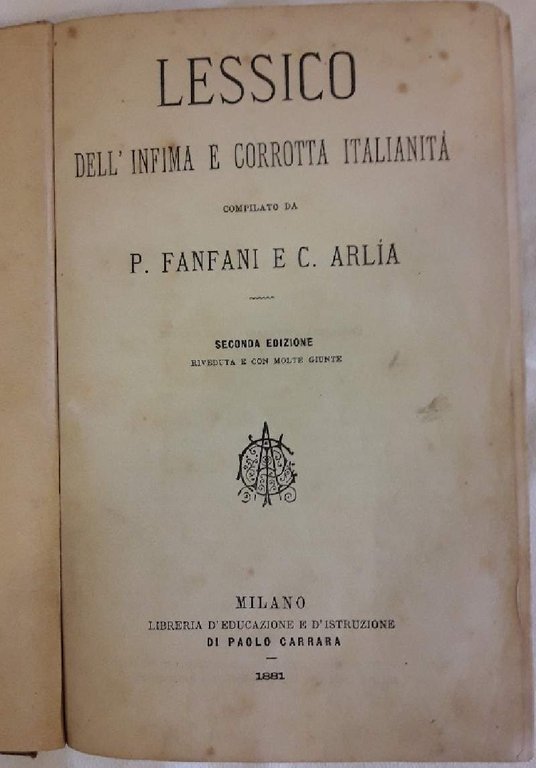 LESSICO
DELL' INFIMA E CORROTTA ITALIANITÁ
COMPILATO DA
P. FANFANI E C. ARLÍA
SECONDA EDIZIONE
RIVEDUTA E CON MOLTE GIUNTE
MILANO
LIBRERIA D'EDUCAZIONE E D'ISTRUZIONE
DI PAOLO CARRARA
1881